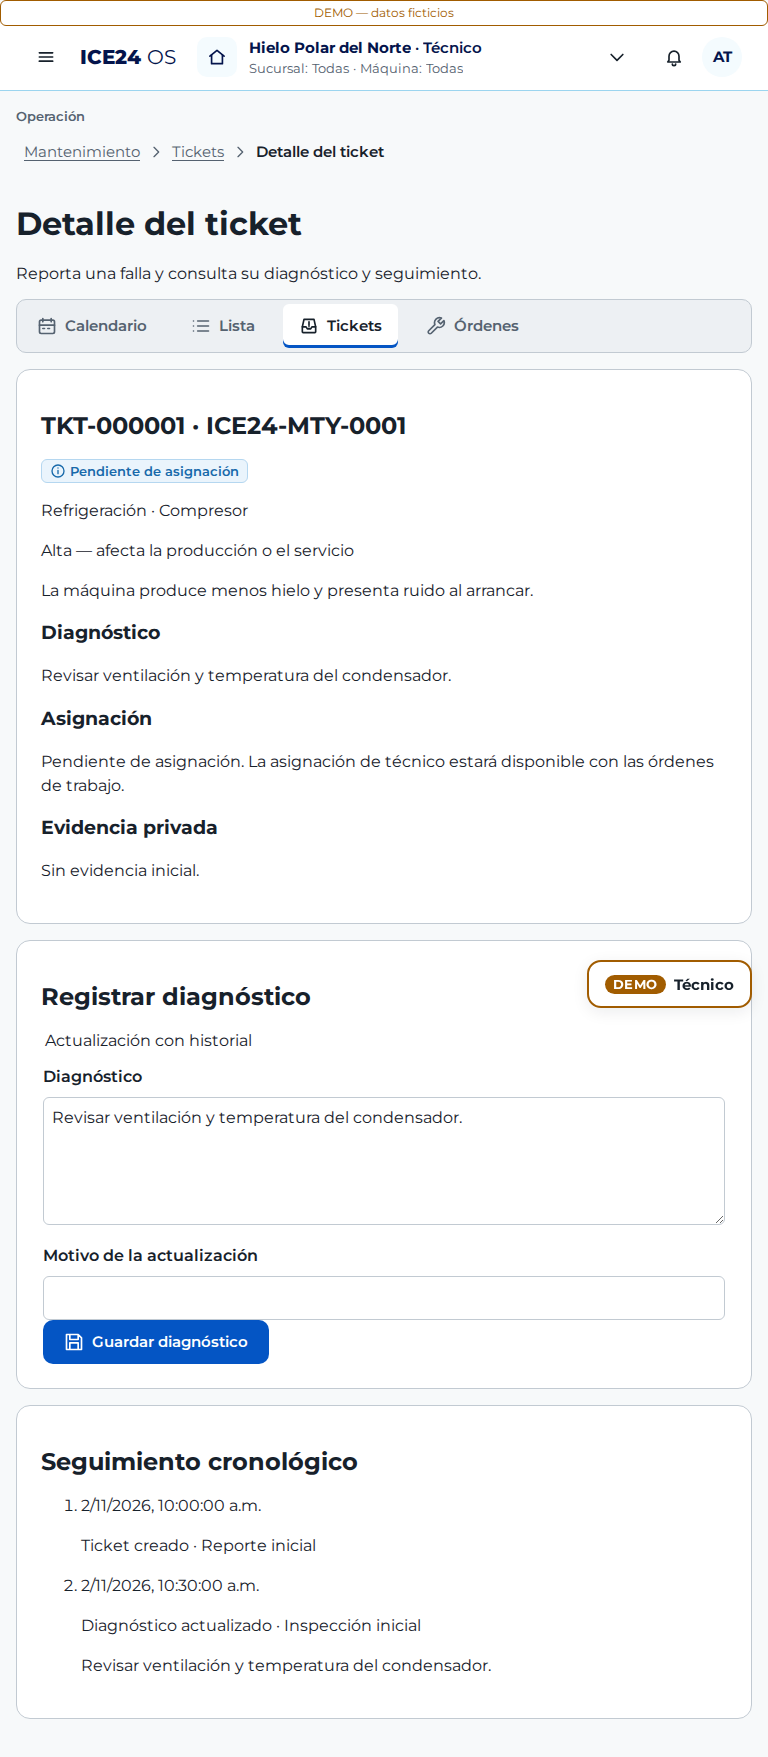 DEMO — datos ficticios
ICE24 OS
Hielo Polar del Norte · Técnico
Sucursal: Todas · Máquina: Todas
AT
Operación
Mantenimiento > Tickets > Detalle del ticket
Detalle del ticket
Reporta una falla y consulta su diagnóstico y seguimiento.
Calendario Lista Tickets Órdenes
TKT-000001 · ICE24-MTY-0001
Pendiente de asignación
Refrigeración · Compresor
Alta — afecta la producción o el servicio
La máquina produce menos hielo y presenta ruido al arrancar.
Diagnóstico
Revisar ventilación y temperatura del condensador.
Asignación
Pendiente de asignación. La asignación de técnico estará disponible con las órdenes
de trabajo.
Evidencia privada
Sin evidencia inicial.
DEMO Técnico
Registrar diagnóstico
Actualización con historial
Diagnóstico
Revisar ventilación y temperatura del condensador.
Motivo de la actualización
Guardar diagnóstico
Seguimiento cronológico
1. 2/11/2026, 10:00:00 a.m.
Ticket creado · Reporte inicial
2. 2/11/2026, 10:30:00 a.m.
Diagnóstico actualizado · Inspección inicial
Revisar ventilación y temperatura del condensador.